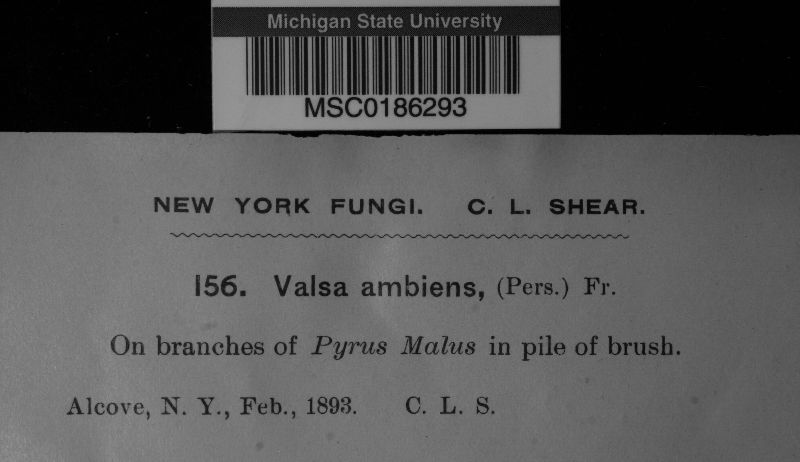 Michigan State University
MSC0186293
NEW YORK FUNGI. C. L. SHEAR.
156. Valsa ambiens, (Pers.) Fr.
On branches of Pyrus Malus in pile of brush.
Alcove, N. Y., Feb., 1893. C. L. S.